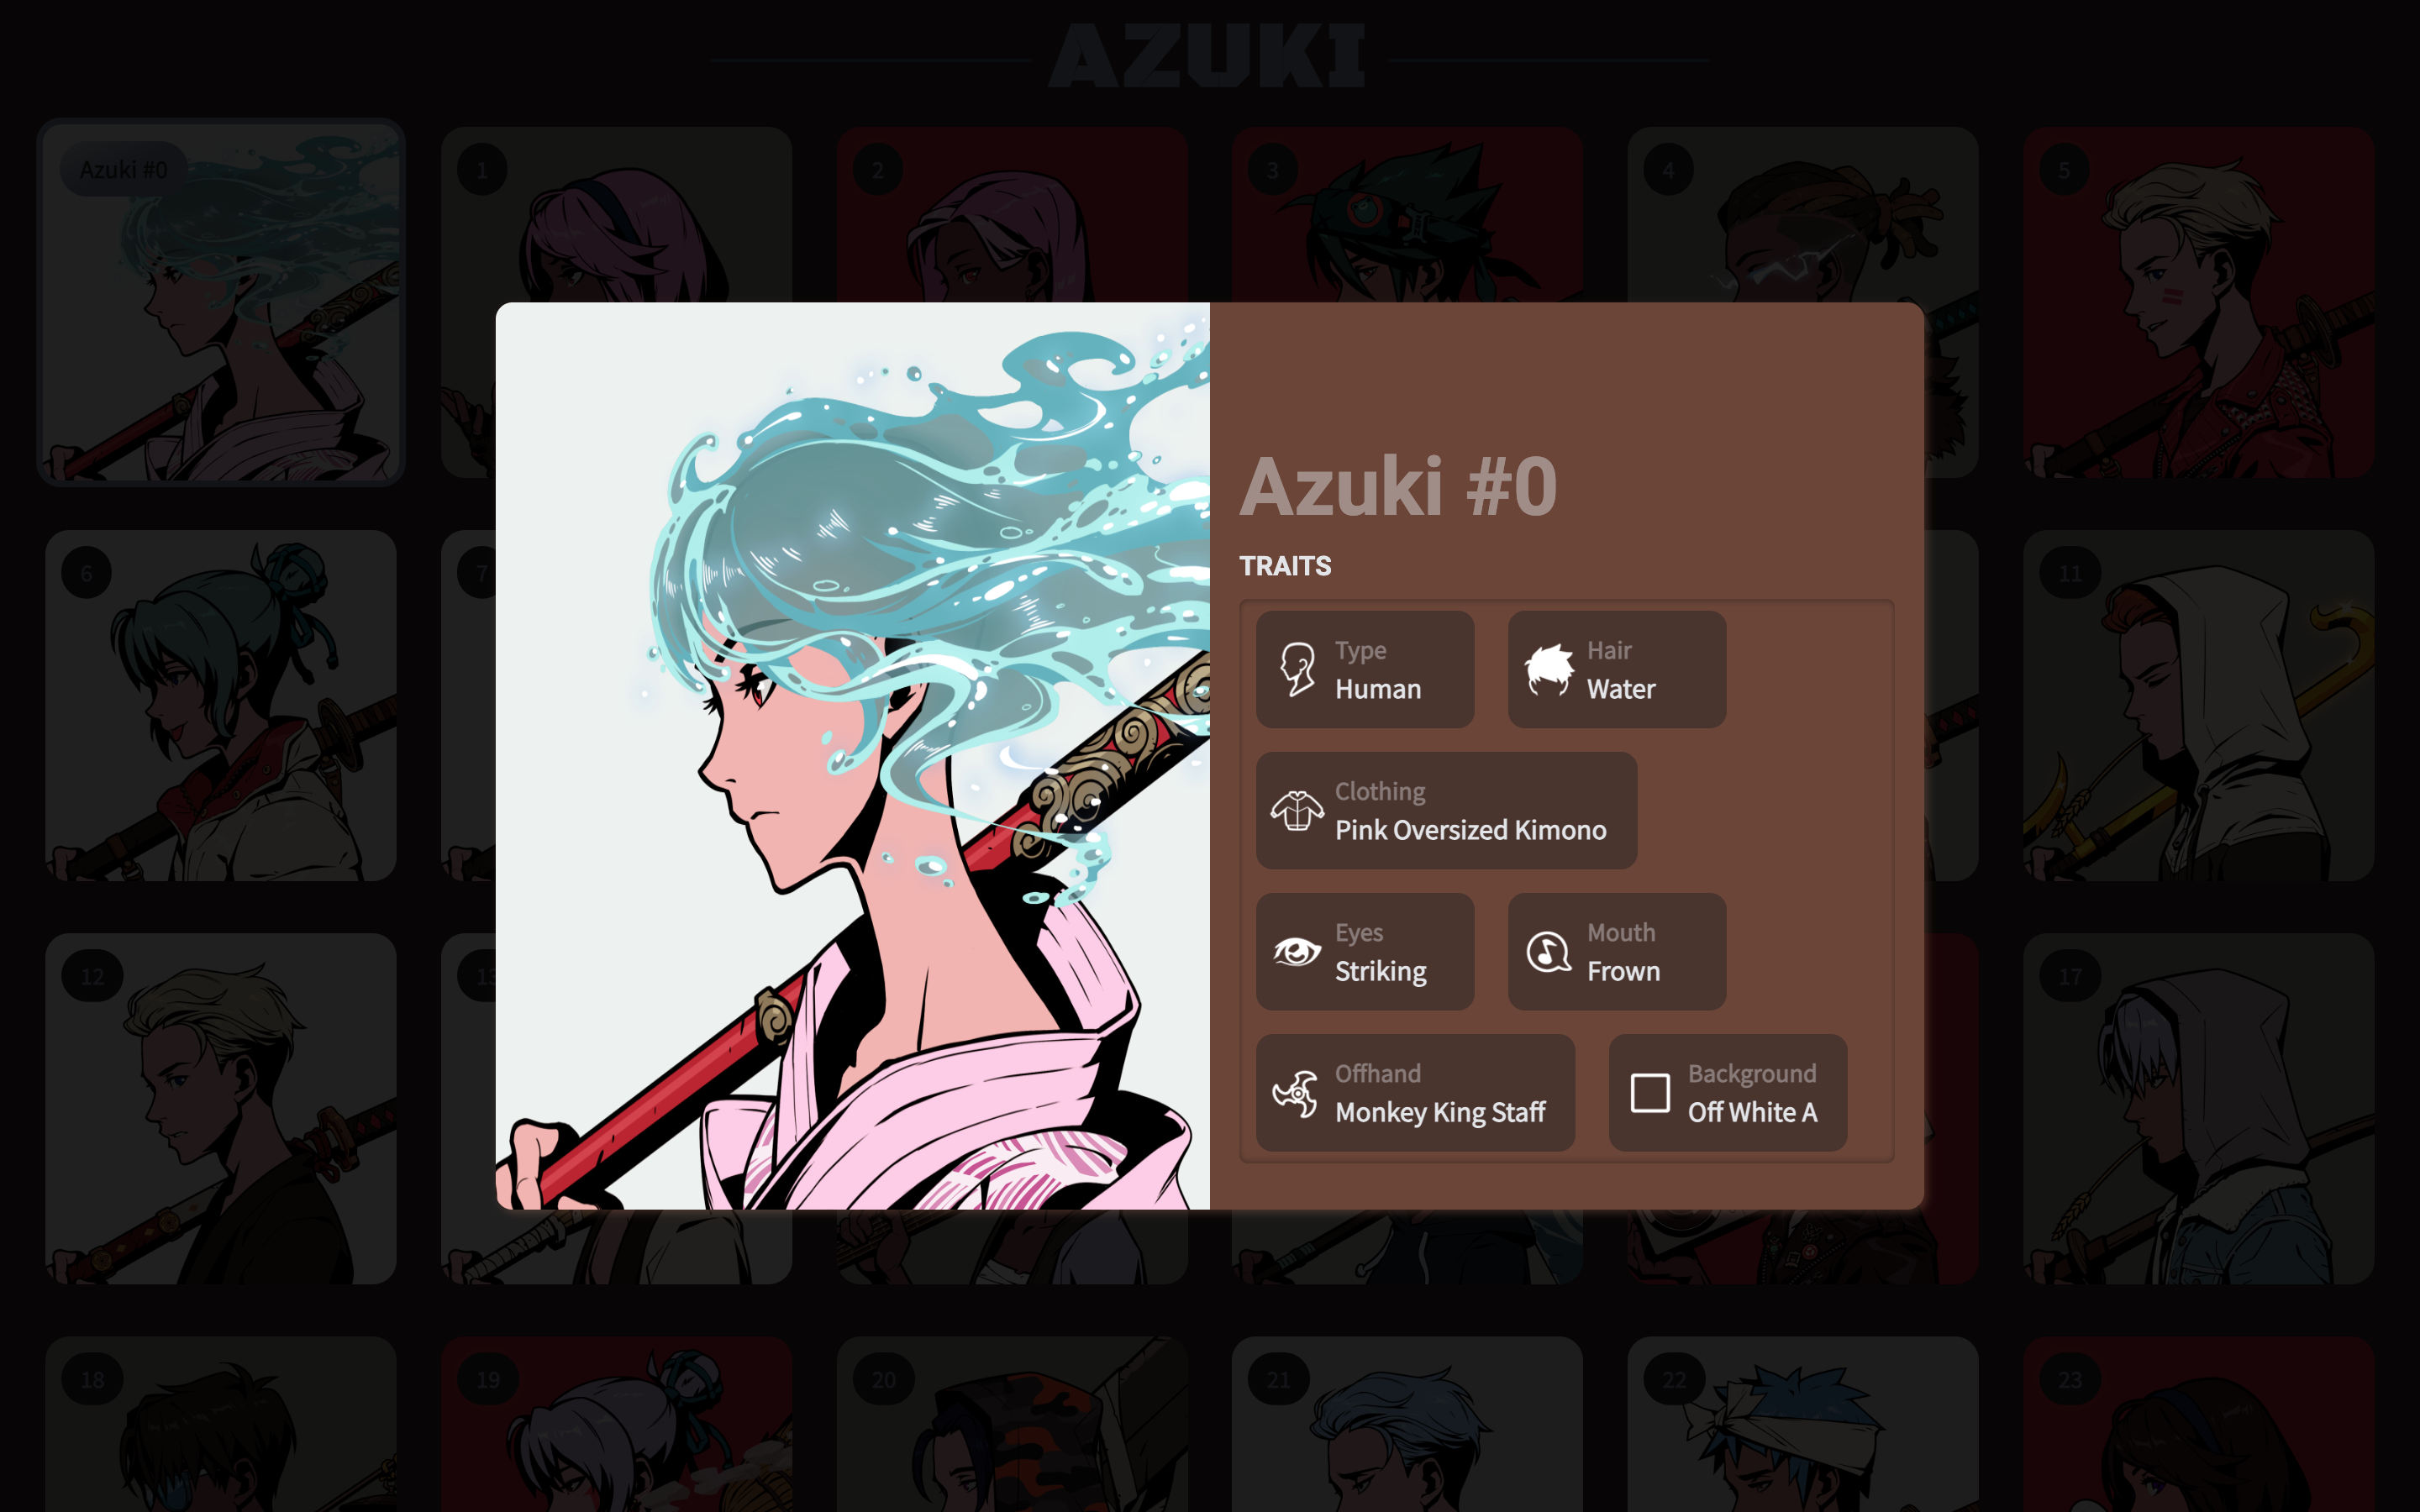 AZUKI
Azuki #0
1
2
3
4
5
6
7
11
12
13
17
18
19
20
21
22
23
Azuki #0
TRAITS
Type
Human
Hair
Water
Clothing
Pink Oversized Kimono
Eyes
Striking
Mouth
Frown
Offhand
Monkey King Staff
Background
Off White A